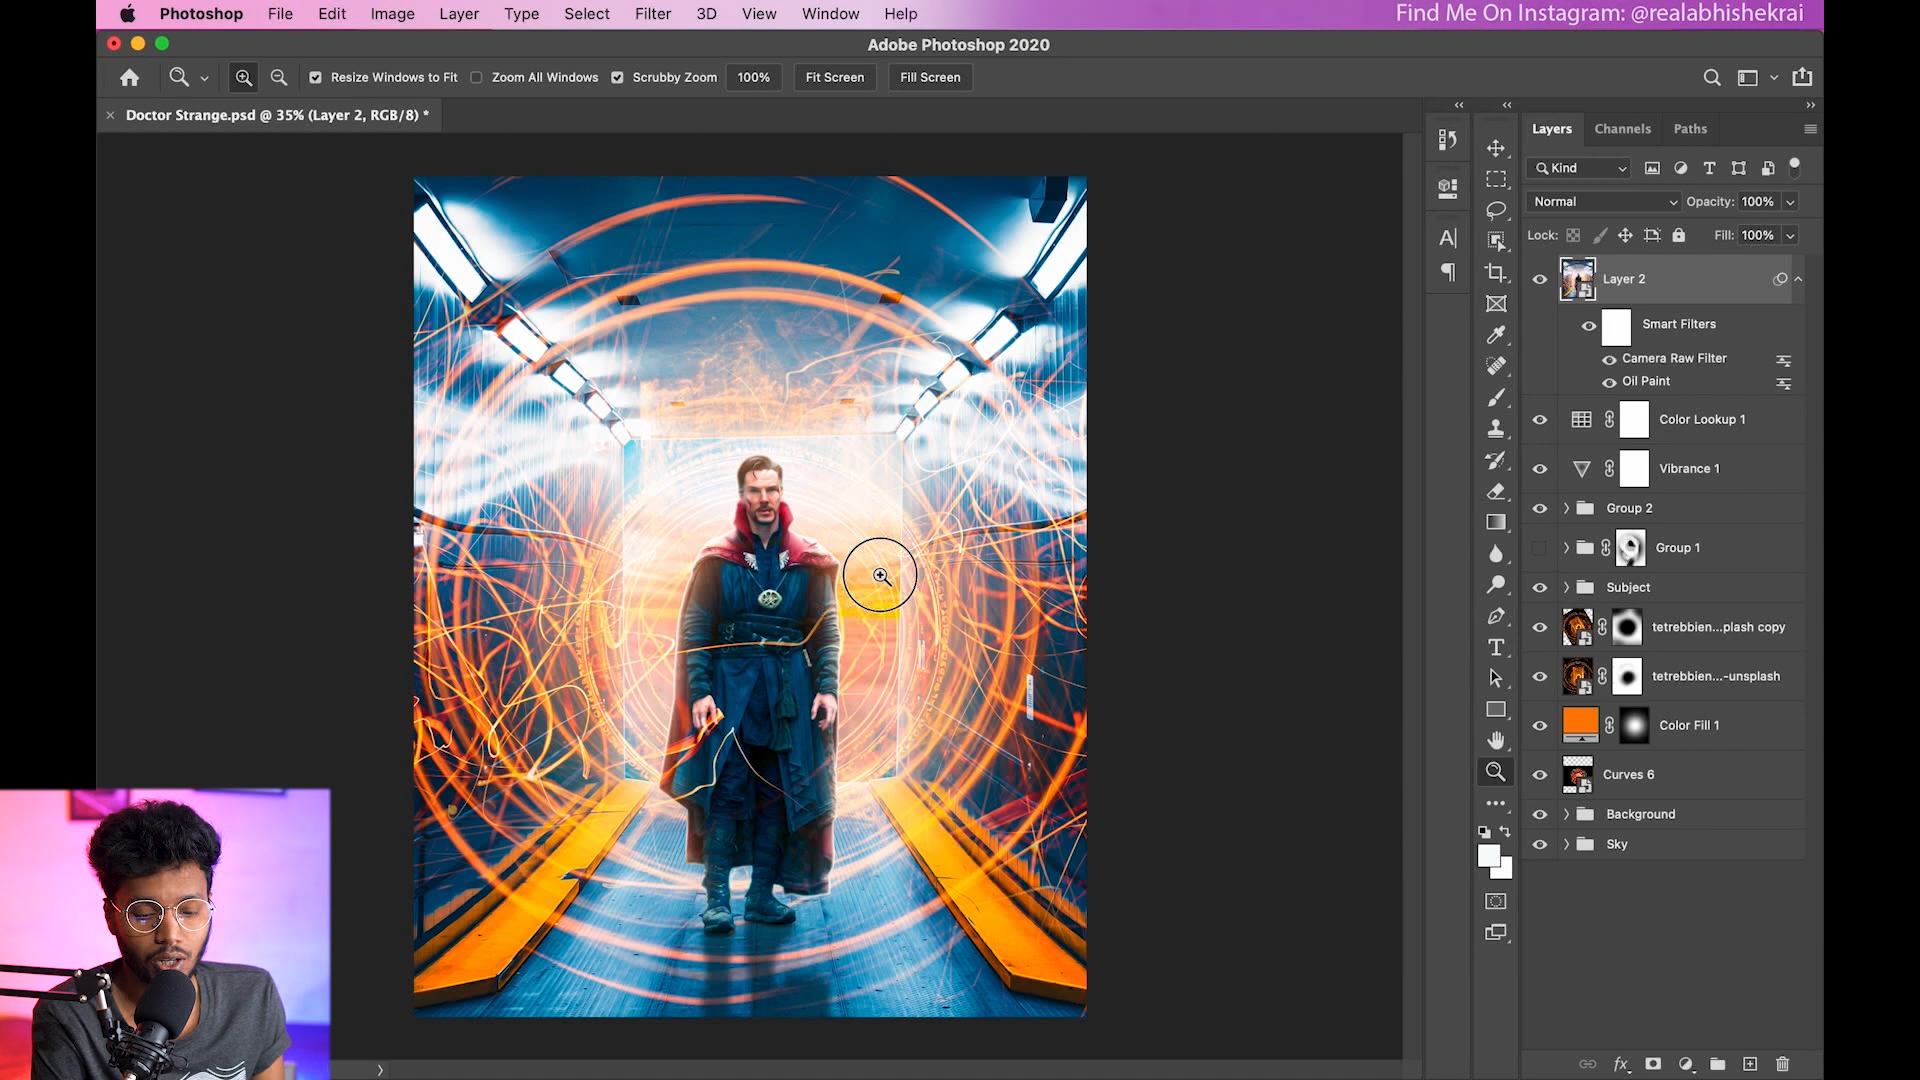 Photoshop File Edit Image Layer Type Select Filter 3D View Window Help
Find Me On Instagram: @realabhishekrai
Adobe Photoshop 2020
Resize Windows to Fit Zoom All Windows Scrubby Zoom 100% Fit Screen Fill Screen
Doctor Strange.psd @ 35% (Layer 2, RGB/8) *
Layers Channels Paths
Kind
Normal Opacity: 100%
Lock: Fill: 100%
Layer 2
Smart Filters
Camera Raw Filter
Oil Paint
Color Lookup 1
Vibrance 1
Group 2
Group 1
Subject
tetrebbien...plash copy
tetrebbien...-unsplash
Color Fill 1
Curves 6
Background
Sky